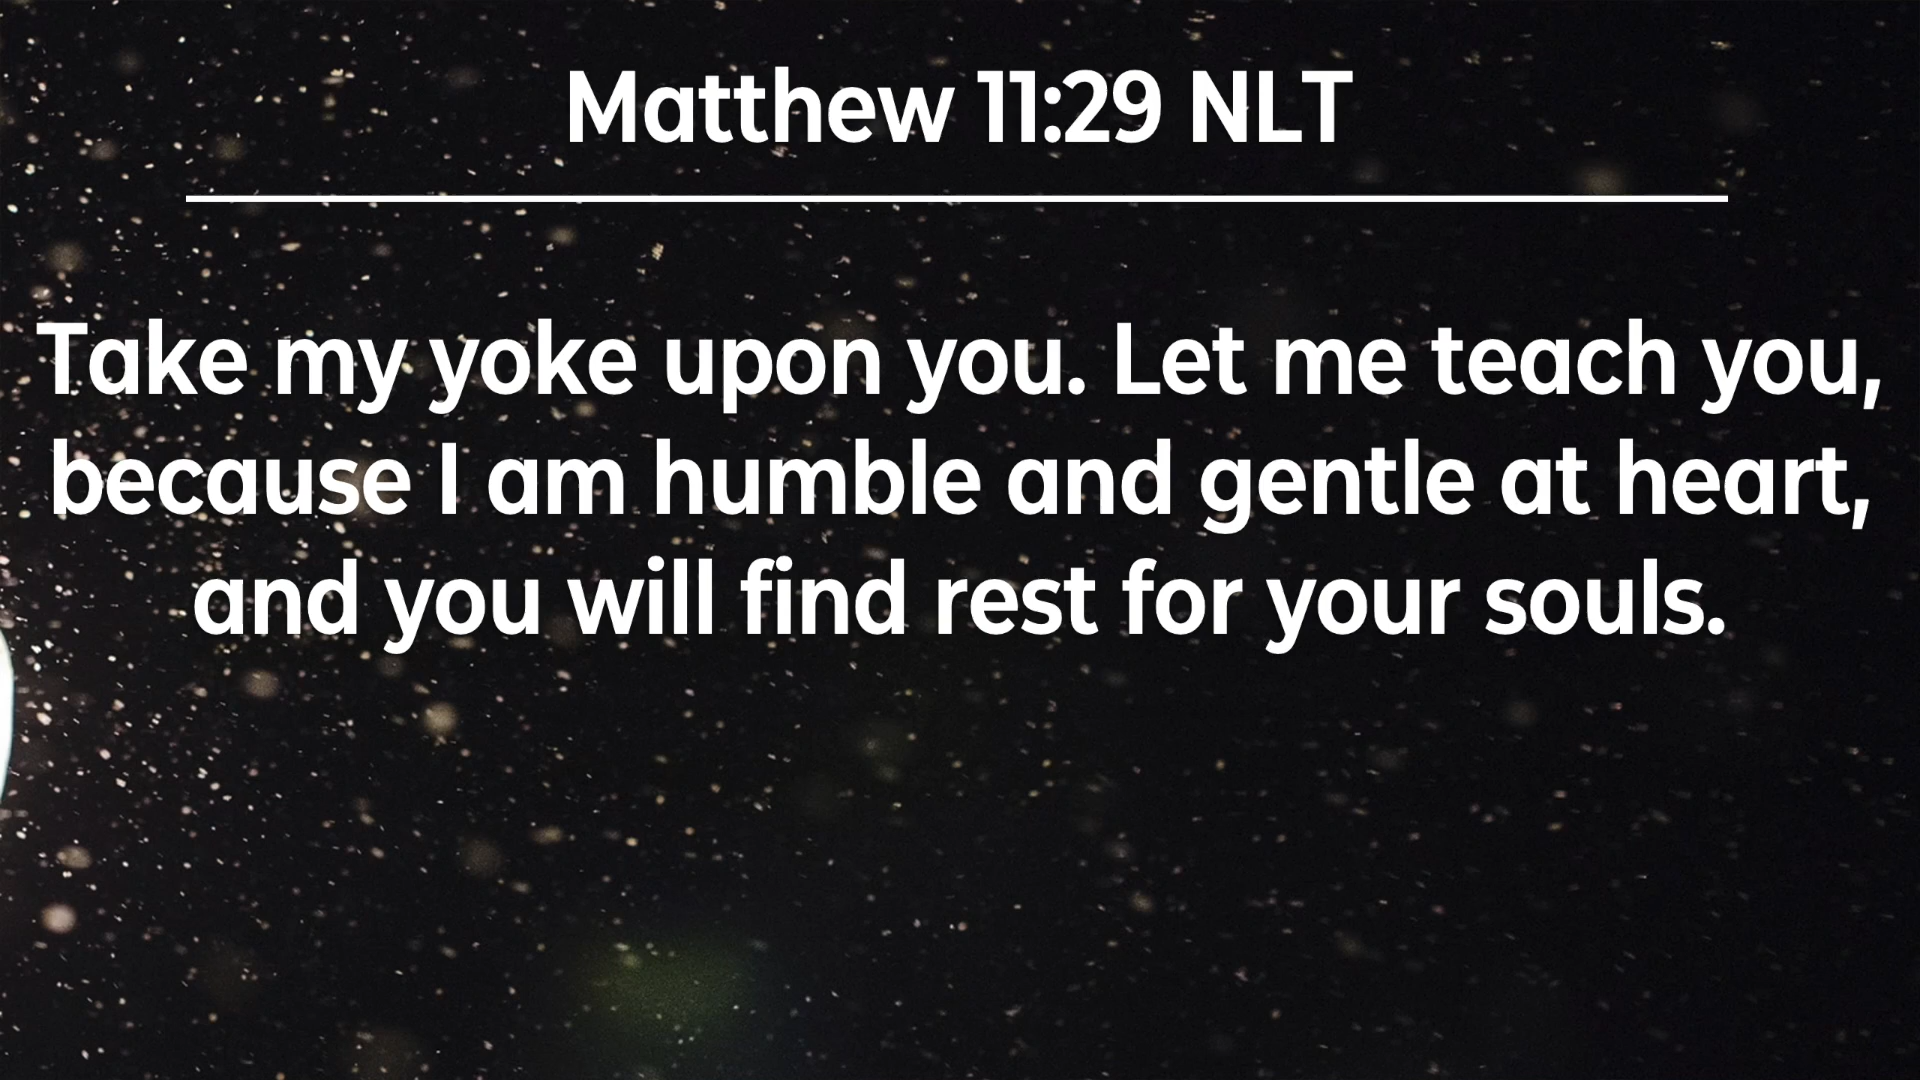 Matthew 11:29 NLT
Take my yoke upon you. Let me teach you,
because I am humble and gentle at heart,
and you will find rest for your souls.